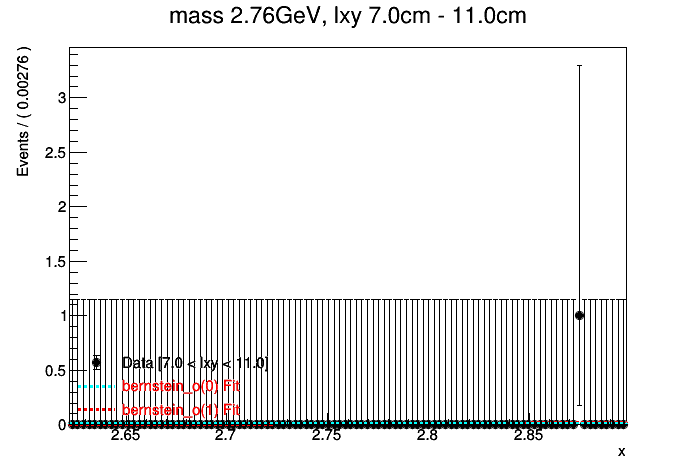 mass 2.76GeV, lxy 7.0cm - 11.0cm
Events / ( 0.00276 )
3
2.5
2
1.5
1
0.5
0
Data [7.0 < lxy < 11.0]
bernstein_o(0) Fit
bernstein_o(1) Fit
2.65 2.7 2.75 2.8 2.85
x